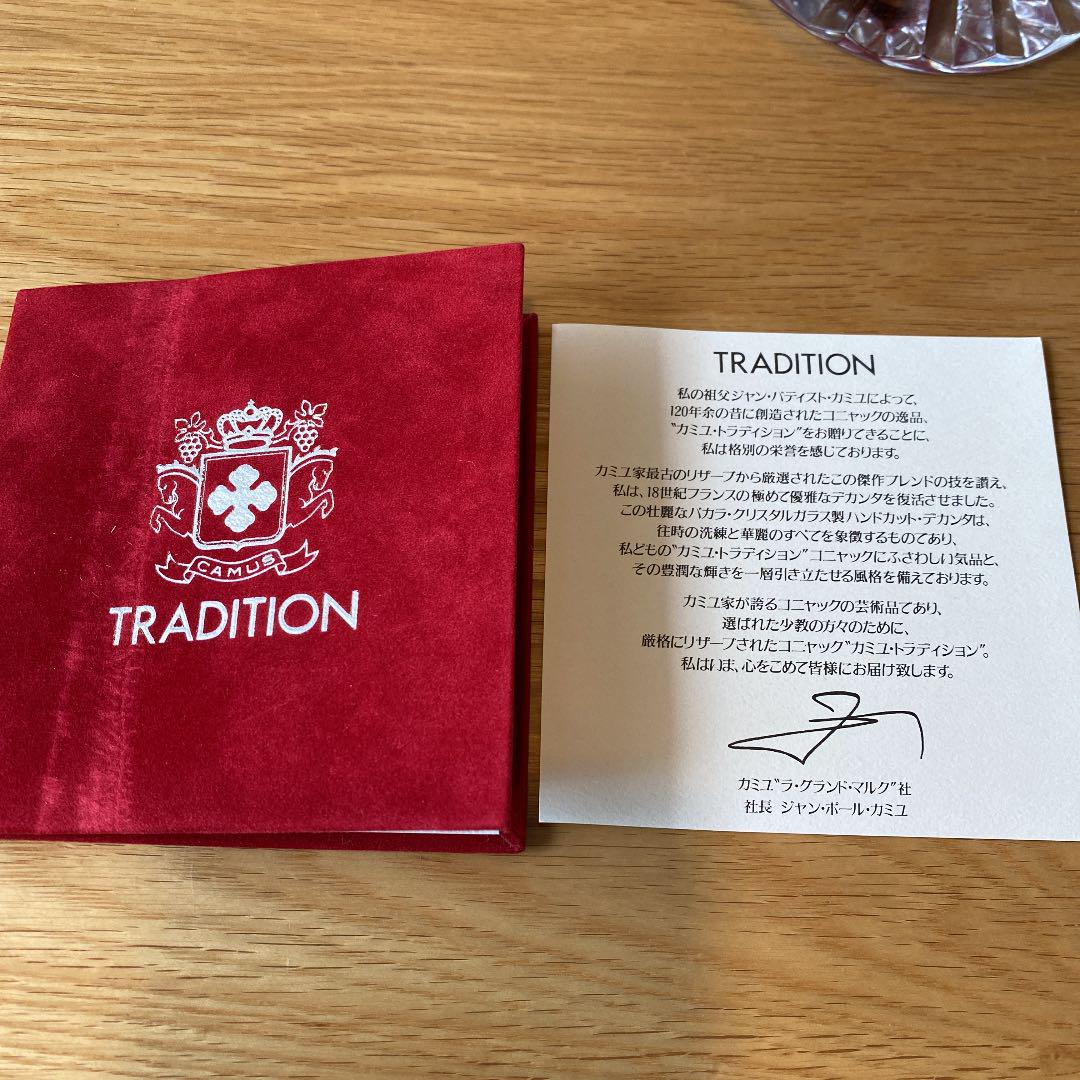 CAMUS
TRADITION
TRADITION
私の祖父ジャン・バティスト・カミユによって、
120年余の昔に創造されたコニャックの逸品、
“カミユ・トラディション”をお贈りできることに、
私は格別の栄誉を感じております。
カミユ家最古のリザーブから厳選されたこの傑作ブレンドの技を讃え、
私は、18世紀フランスの極めて優雅なデカンタを復活させました。
この壮麗なバカラ・クリスタルガラス製ハンドカット・デカンタは、
往時の洗練と華麗のすべてを象徴するものであり、
私どもの“カミユ・トラディション”コニャックにふさわしい気品と、
その豊潤な輝きを一層引き立たせる風格を備えております。
カミユ家が誇るコニャックの芸術品であり、
選ばれた少教の方々のために、
厳格にリザーブされたコニャック“カミユ・トラディション”。
私はいま、心をこめて皆様にお届け致します。
カミユ“ラ・グランド・マルク”社
社長 ジャン・ポール・カミユ